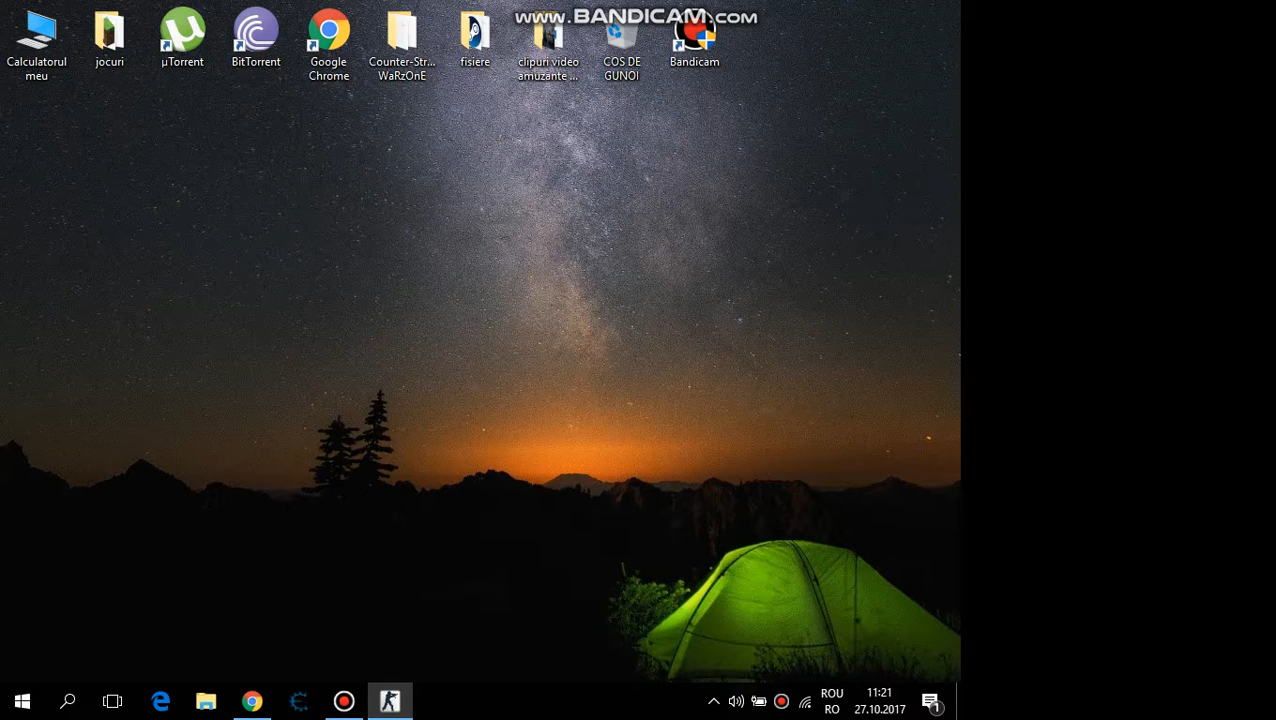 www.BANDICAM.com
Calculatorul
meu
jocuri
µTorrent
BitTorrent
Google
Chrome
Counter-Str...
WaRzOnE
fisiere
clipuri video
amuzante ...
COS DE
GUNOI
Bandicam
ROU
RO
11:21
27.10.2017
1